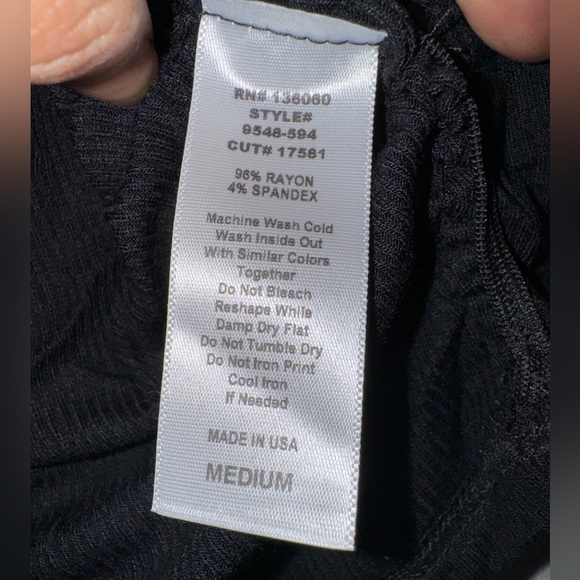 RN# 136060
STYLE#
9548-594
CUT# 17581
96% RAYON
4% SPANDEX
Machine Wash Cold
Wash Inside Out
With Similar Colors
Together
Do Not Bleach
Reshape While
Damp Dry Flat
Do Not Tumble Dry
Do Not Iron Print
Cool Iron
If Needed
MADE IN USA
MEDIUM